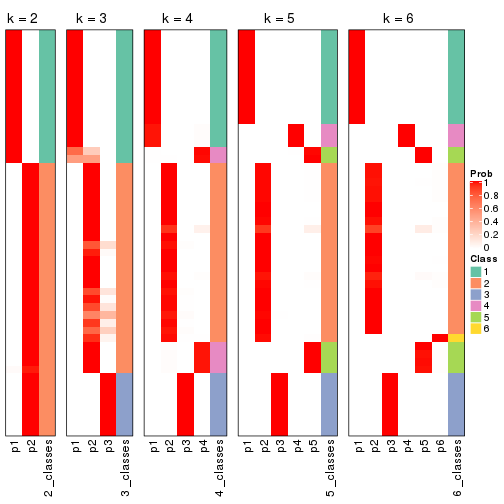 k = 2
k = 3
k = 4
k = 5
k = 6
Prob
1
0.8
0.6
0.4
0.2
0
Class
1
2
3
4
5
6
p1
p2
2_classes
p1
p2
p3
3_classes
p1
p2
p3
p4
4_classes
p1
p2
p3
p4
p5
5_classes
p1
p2
p3
p4
p5
p6
6_classes